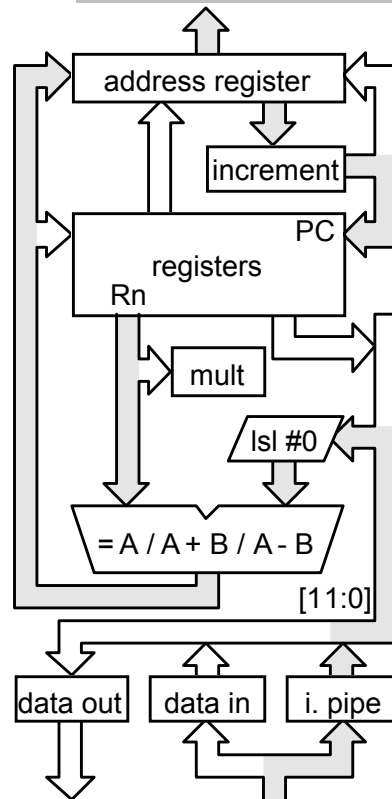 address register
increment
PC
registers
Rn
mult
lsl #0
= A / A + B / A - B
[11:0]
data out
data in
i. pipe